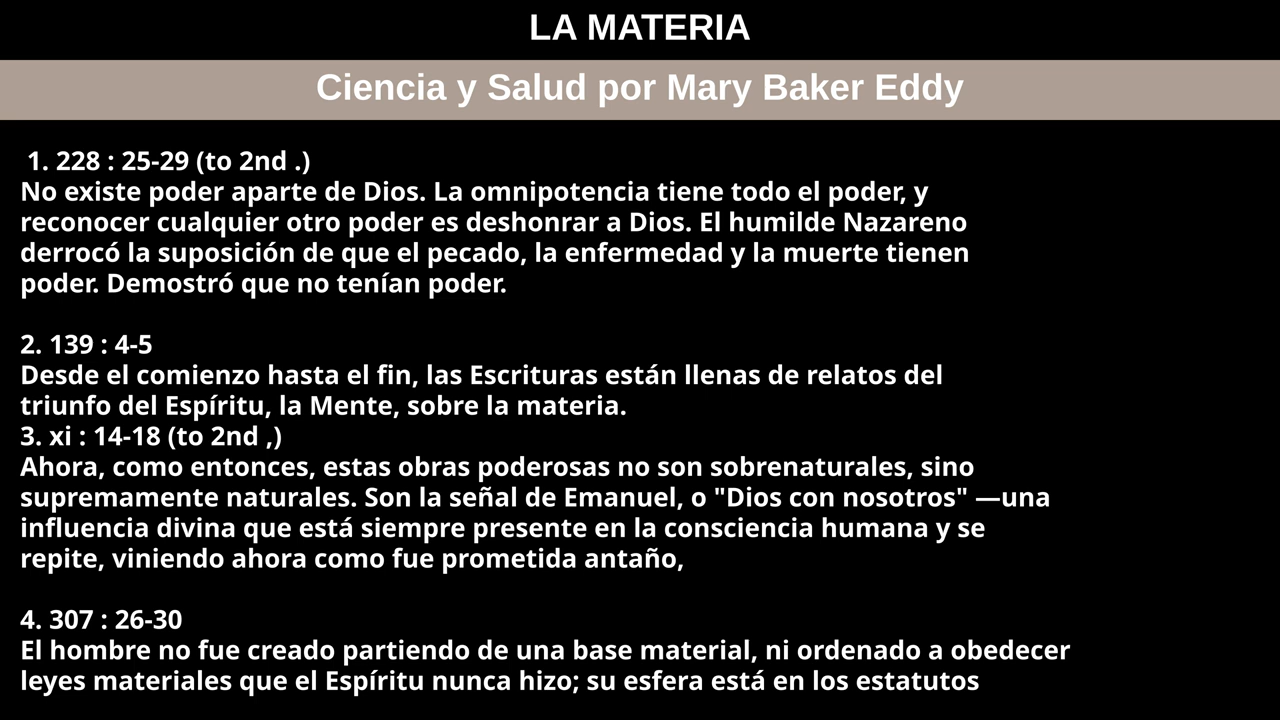 LA MATERIA
Ciencia y Salud por Mary Baker Eddy
1. 228 : 25-29 (to 2nd .)
No existe poder aparte de Dios. La omnipotencia tiene todo el poder, y
reconocer cualquier otro poder es deshonrar a Dios. El humilde Nazareno
derrocó la suposición de que el pecado, la enfermedad y la muerte tienen
poder. Demostró que no tenían poder.
2. 139 : 4-5
Desde el comienzo hasta el fin, las Escrituras están llenas de relatos del
triunfo del Espíritu, la Mente, sobre la materia.
3. xi : 14-18 (to 2nd ,)
Ahora, como entonces, estas obras poderosas no son sobrenaturales, sino
supremamente naturales. Son la señal de Emanuel, o "Dios con nosotros" —una
influencia divina que está siempre presente en la consciencia humana y se
repite, viniendo ahora como fue prometida antaño,
4. 307 : 26-30
El hombre no fue creado partiendo de una base material, ni ordenado a obedecer
leyes materiales que el Espíritu nunca hizo; su esfera está en los estatutos